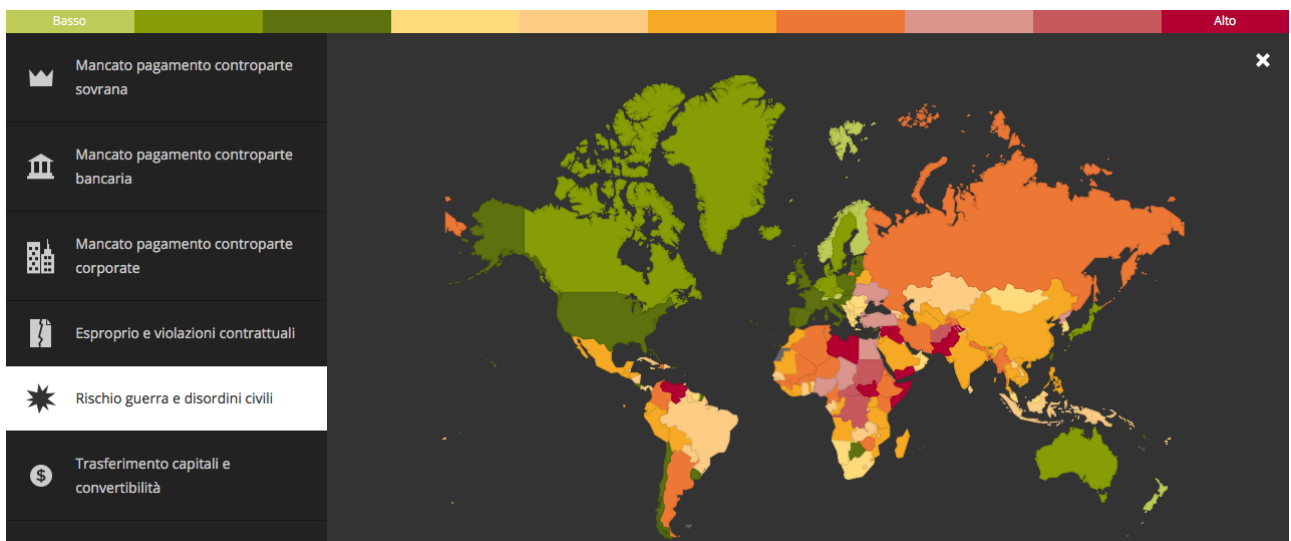 Basso
Alto
Mancato pagamento controparte
sovrana
Mancato pagamento controparte
bancaria
Mancato pagamento controparte
corporate
Esproprio e violazioni contrattuali
Rischio guerra e disordini civili
Trasferimento capitali e
convertibilità